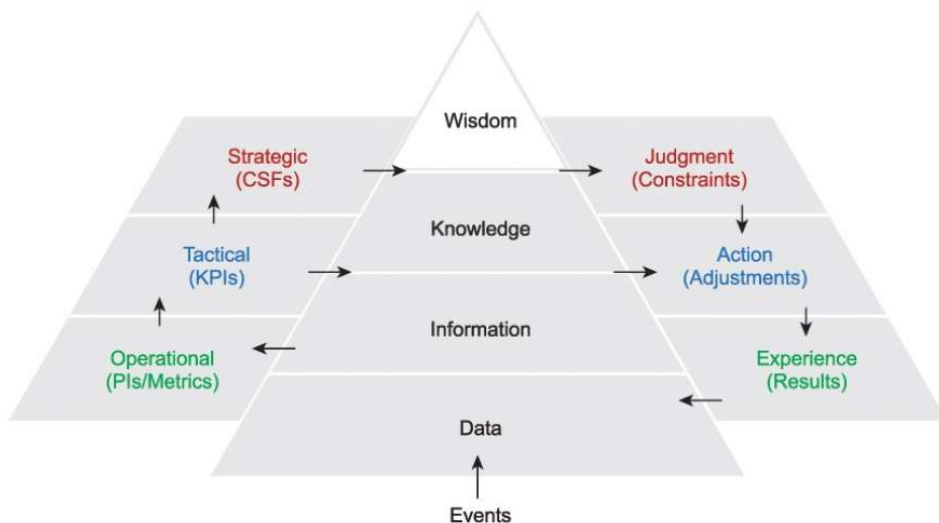 Wisdom
Strategic
(CSFs)
Judgment
(Constraints)
Knowledge
Tactical
(KPIs)
Action
(Adjustments)
Information
Operational
(PIs/Metrics)
Experience
(Results)
Data
Events